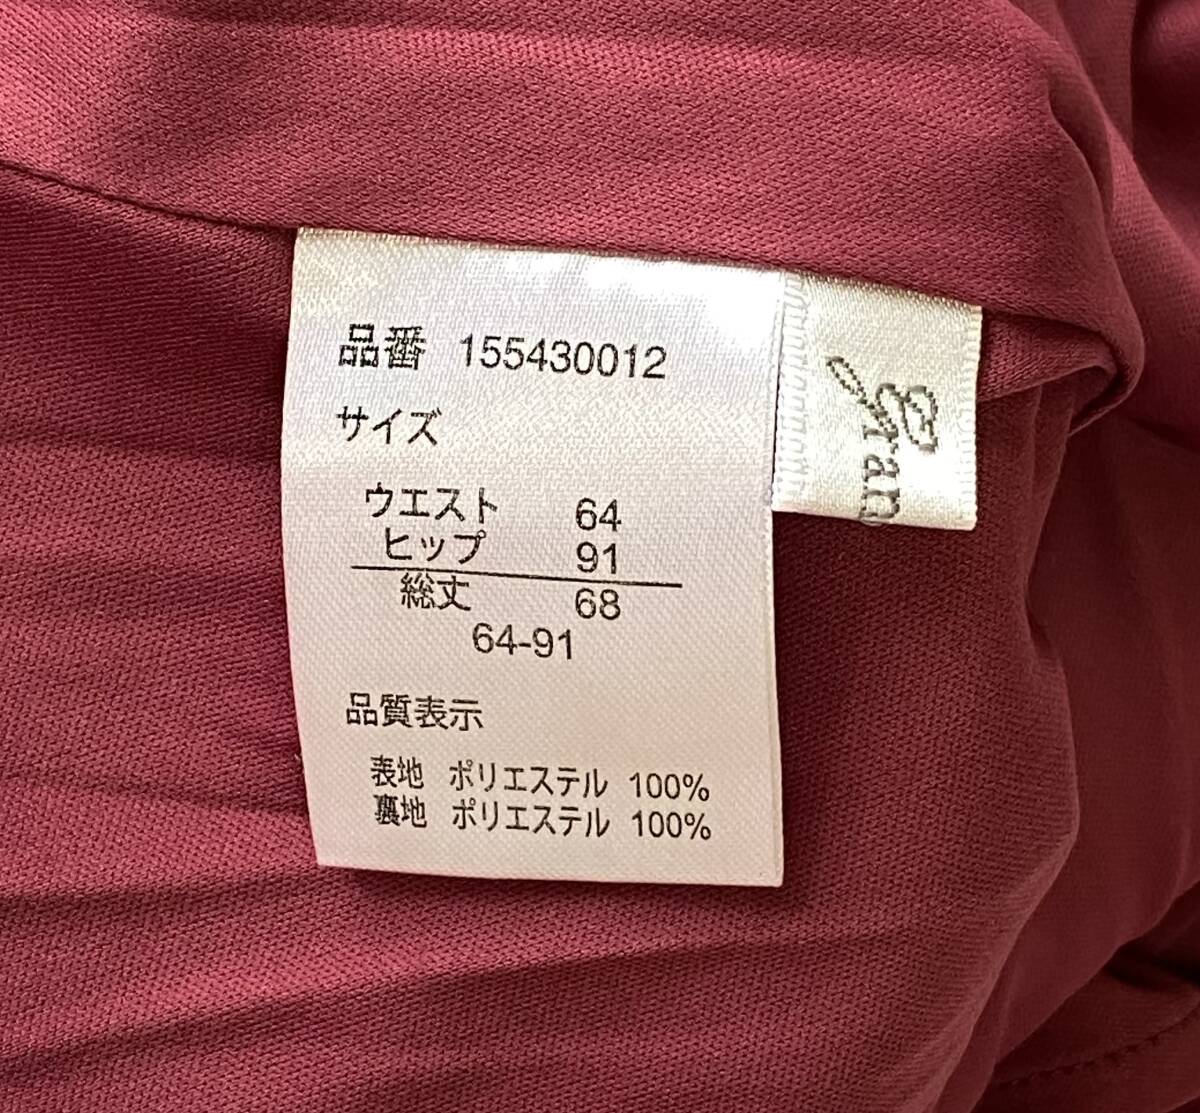 品番 155430012
サイズ
ウエスト 64
ヒップ 91
総丈 68
64-91
品質表示
表地 ポリエステル 100%
裏地 ポリエステル 100%